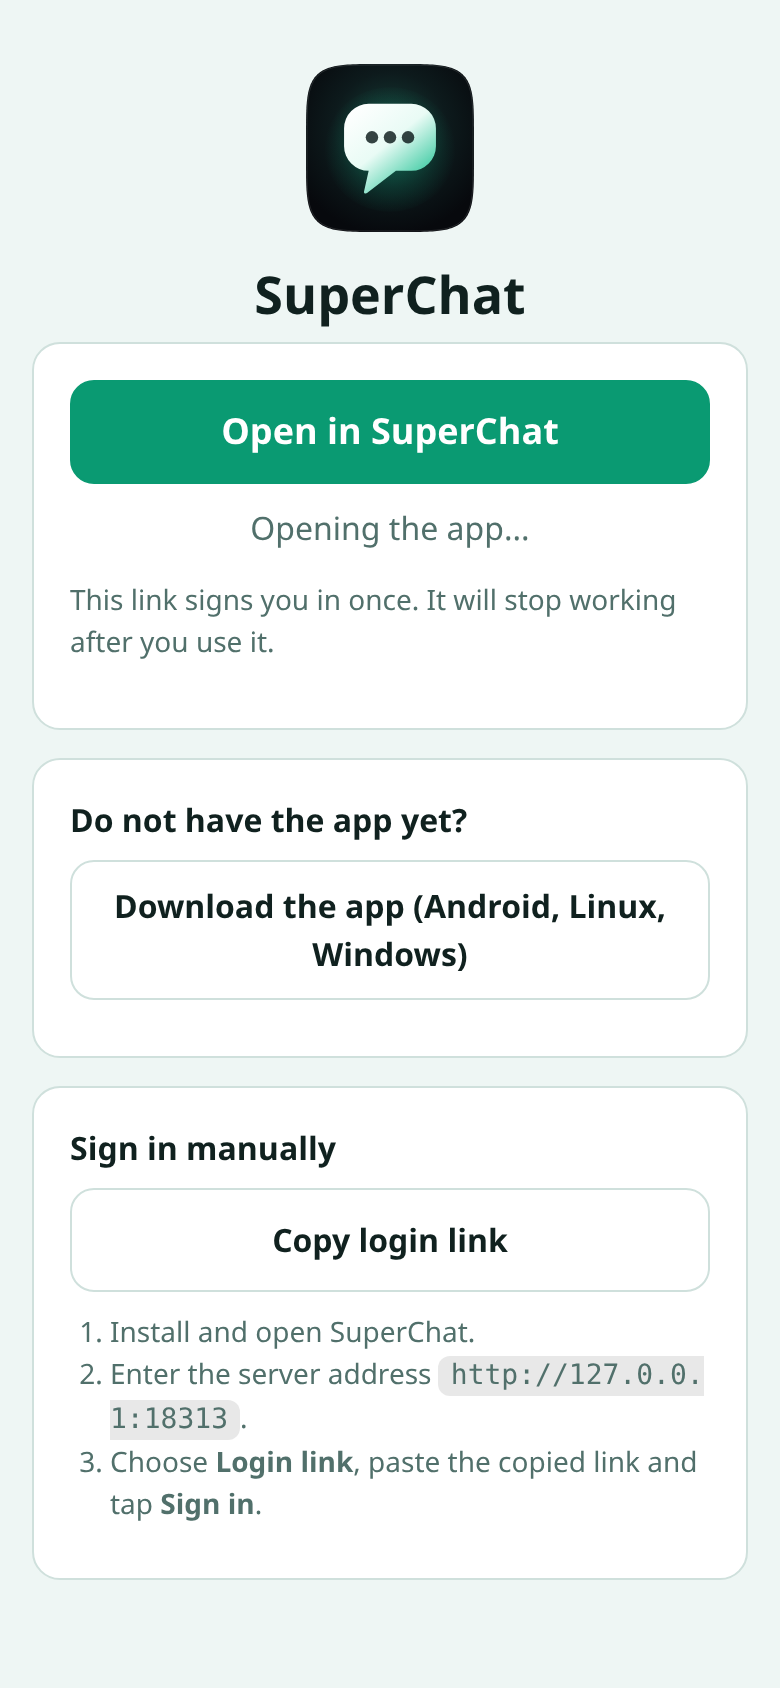 SuperChat
Open in SuperChat
Opening the app...
This link signs you in once. It will stop working
after you use it.
Do not have the app yet?
Download the app (Android, Linux,
Windows)
Sign in manually
Copy login link
1. Install and open SuperChat.
2. Enter the server address http://127.0.0.
1:18313 .
3. Choose Login link, paste the copied link and
tap Sign in.